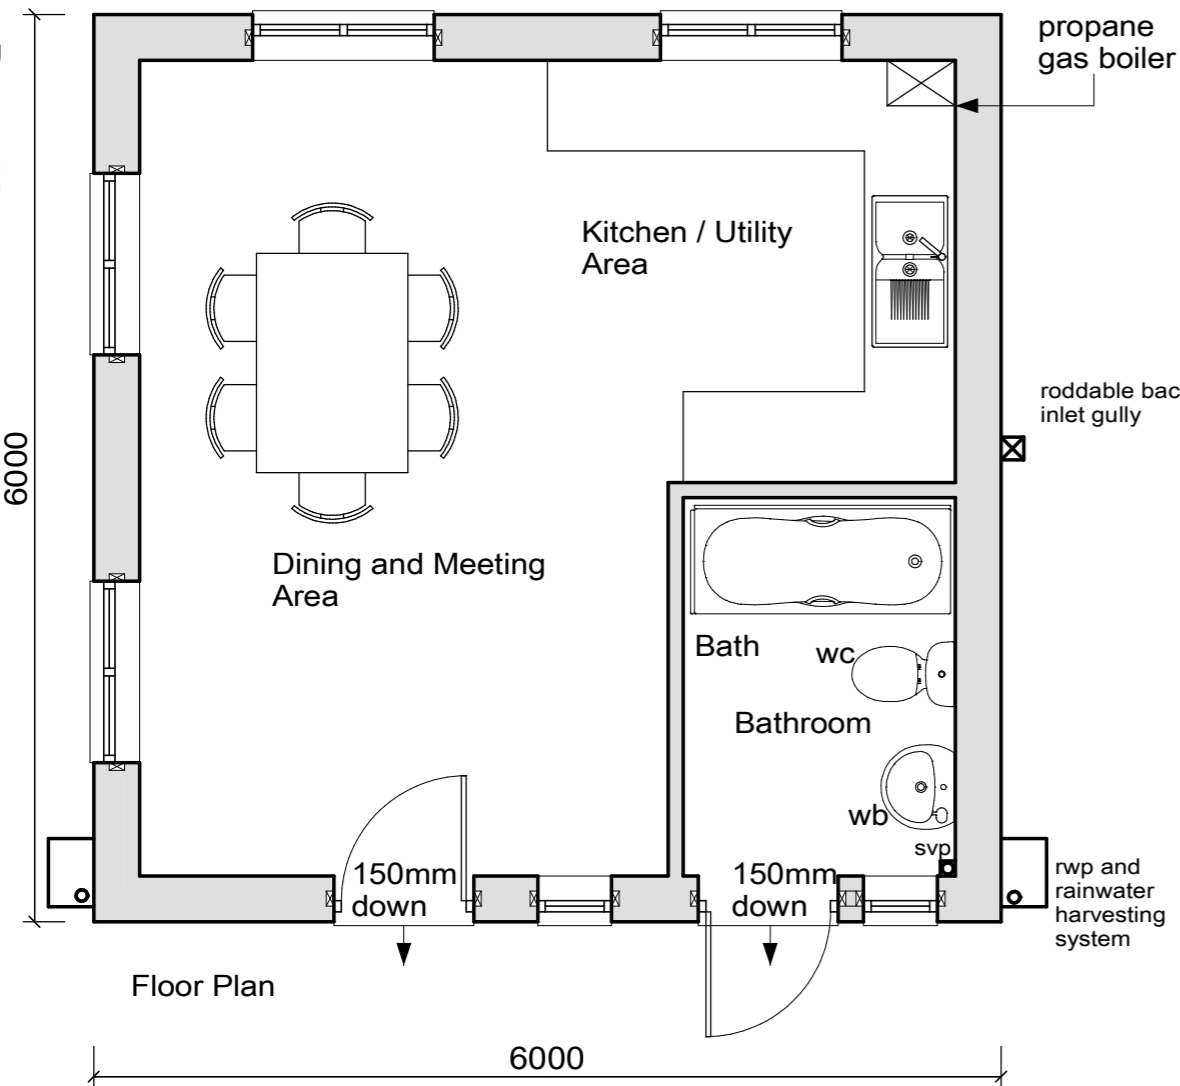 propane
gas boiler
Kitchen / Utility
Area
roddable bac
inlet gully
6000
Dining and Meeting
Area
Bath
wc
Bathroom
wb
svp
150mm
down
150mm
down
rwp and
rainwater
harvesting
system
Floor Plan
6000